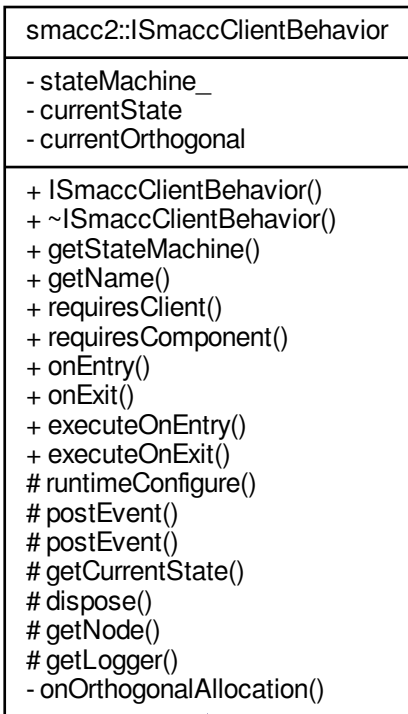 smacc2::ISmaccClientBehavior
- stateMachine_
- currentState
- currentOrthogonal
+ ISmaccClientBehavior()
+ ~ISmaccClientBehavior()
+ getStateMachine()
+ getName()
+ requiresClient()
+ requiresComponent()
+ onEntry()
+ onExit()
+ executeOnEntry()
+ executeOnExit()
# runtimeConfigure()
# postEvent()
# postEvent()
# getCurrentState()
# dispose()
# getNode()
# getLogger()
- onOrthogonalAllocation()